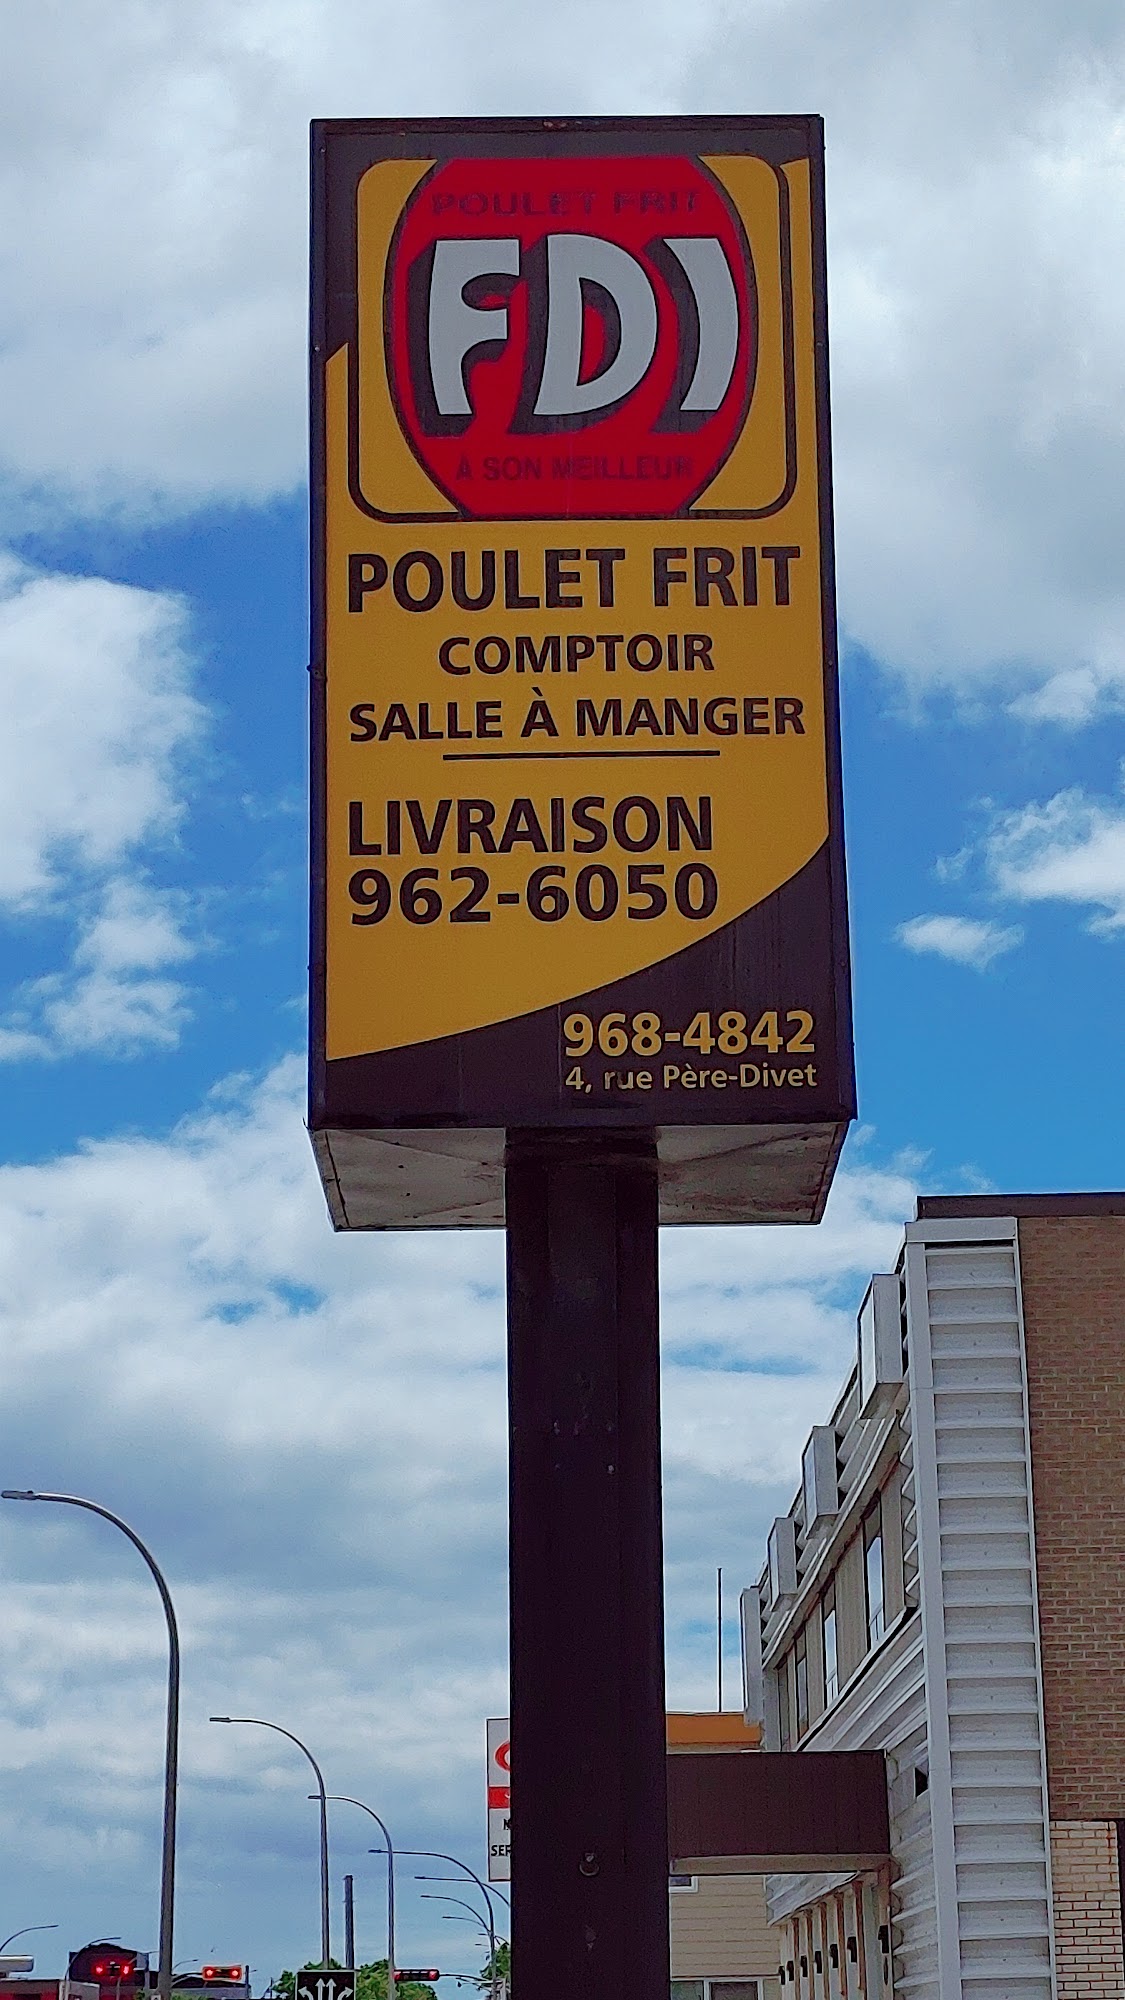 POULET FRIT
FDI
À SON MEILLEUR
POULET FRIT
COMPTOIR
SALLE À MANGER
LIVRAISON
962-6050
968-4842
4, rue Père-Divet